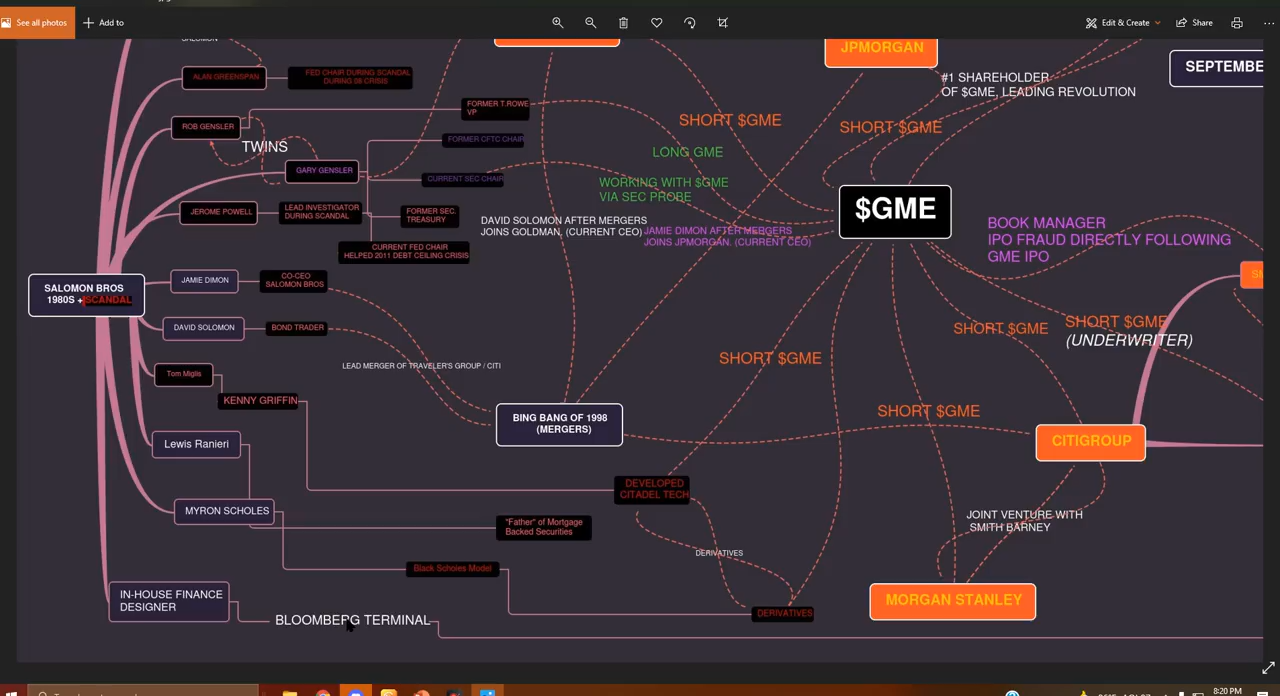 See all photos
Add to
Edit & Create
Share
SALOMON
JPMORGAN
SEPTEMBE
ALAN GREENSPAN
FED CHAIR DURING SCANDAL
DURING 08 CRISIS
#1 SHAREHOLDER
OF $GME, LEADING REVOLUTION
FORMER T.ROWE
VP
SHORT $GME
SHORT $GME
ROB GENSLER
TWINS
FORMER CFTC CHAIR
LONG GME
GARY GENSLER
CURRENT SEC CHAIR
WORKING WITH $GME
VIA SEC PROBE
$GME
JEROME POWELL
LEAD INVESTIGATOR
DURING SCANDAL
FORMER SEC.
TREASURY
DAVID SOLOMON AFTER MERGERS
JOINS GOLDMAN. (CURRENT CEO)
JAMIE DIMON AFTER MERGERS
JOINS JPMORGAN. (CURRENT CEO)
BOOK MANAGER
IPO FRAUD DIRECTLY FOLLOWING
GME IPO
CURRENT FED CHAIR
HELPED 2011 DEBT CEILING CRISIS
SALOMON BROS
1980S + SCANDAL
JAMIE DIMON
CO-CEO
SALOMON BROS
SM
DAVID SOLOMON
BOND TRADER
SHORT $GME
SHORT $GME
(UNDERWRITER)
LEAD MERGER OF TRAVELER'S GROUP / CITI
SHORT $GME
Tom Miglis
KENNY GRIFFIN
BING BANG OF 1998
(MERGERS)
SHORT $GME
CITIGROUP
Lewis Ranieri
DEVELOPED
CITADEL TECH
MYRON SCHOLES
"Father" of Mortgage
Backed Securities
JOINT VENTURE WITH
SMITH BARNEY
DERIVATIVES
Black Scholes Model
IN-HOUSE FINANCE
DESIGNER
BLOOMBERG TERMINAL
DERIVATIVES
MORGAN STANLEY
8:20 PM